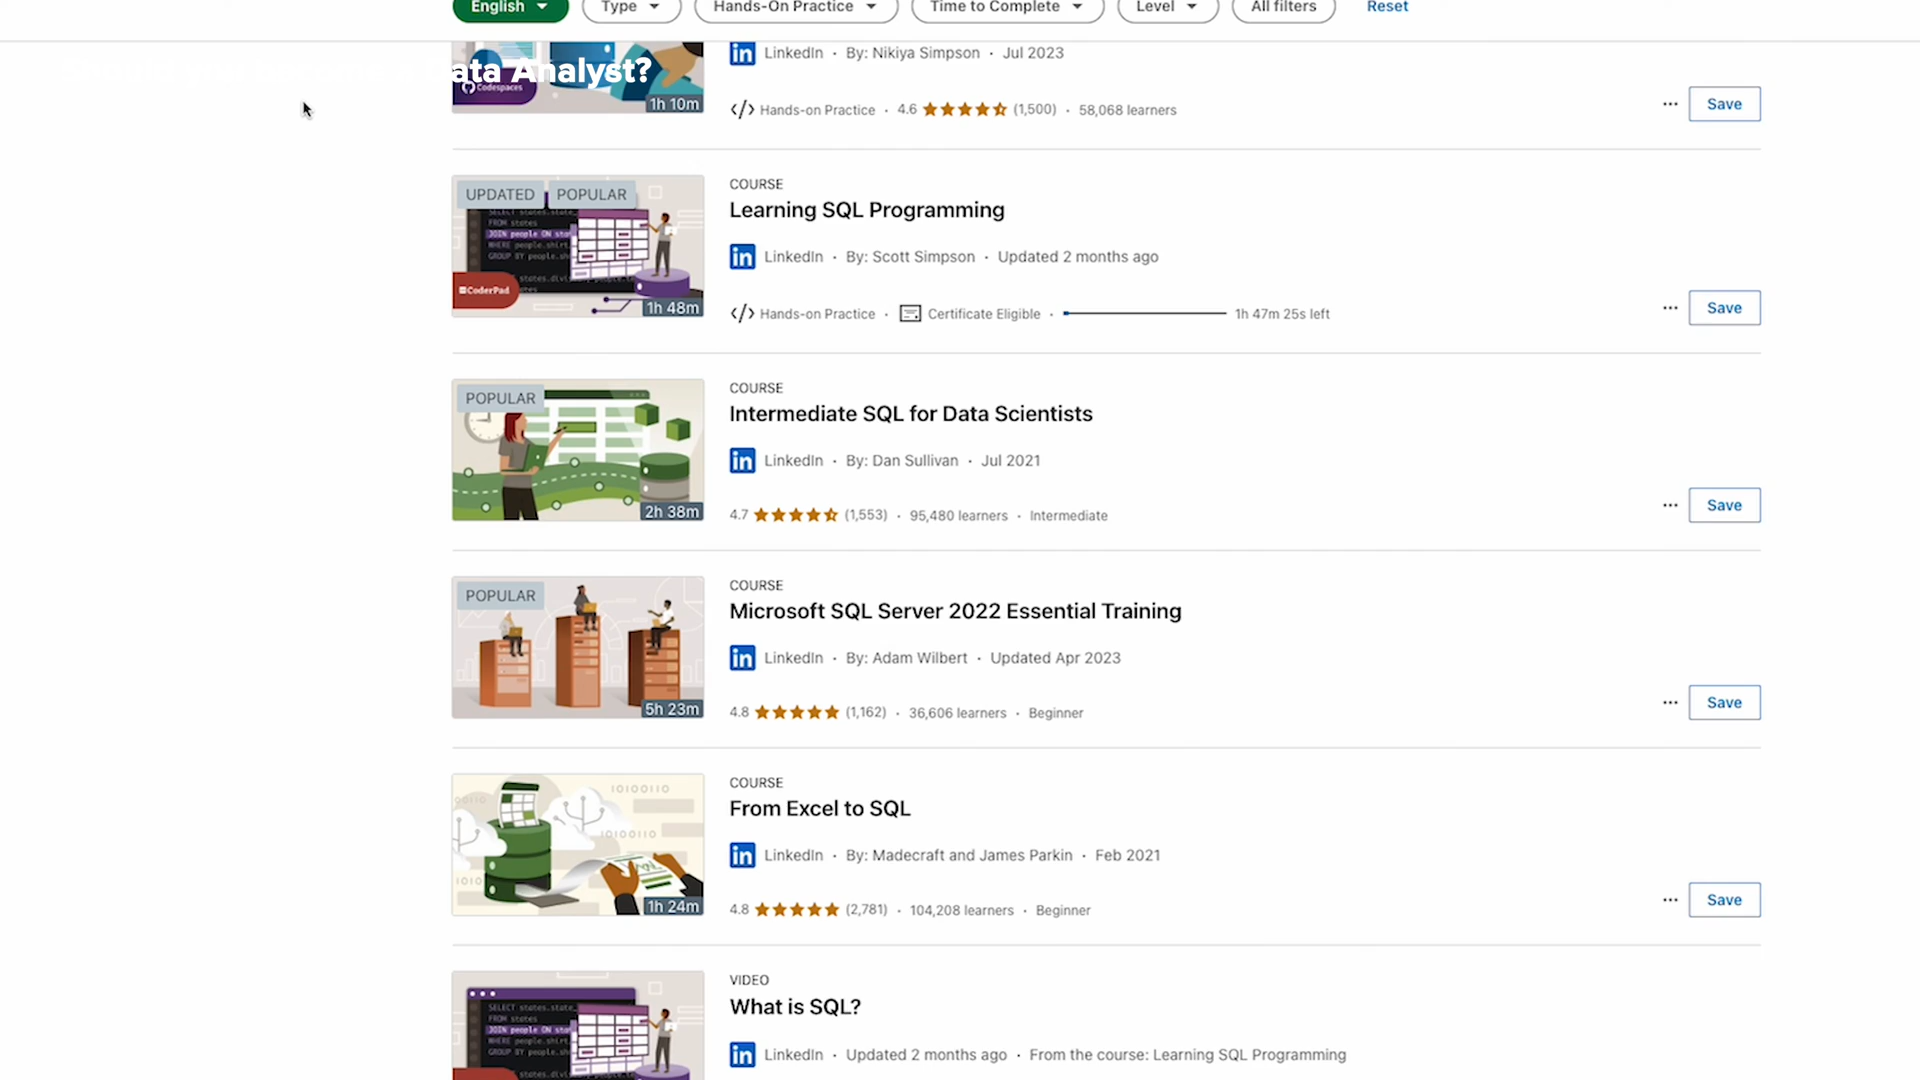 English
Type
Hands-On Practice
Time to Complete
Level
All filters
Reset
LinkedIn · By: Nikiya Simpson · Jul 2023
Data Analyst?
Codespaces
1h 10m
Hands-on Practice · 4.6 (1,500) · 58,068 learners
... Save
UPDATED POPULAR
COURSE
Learning SQL Programming
LinkedIn · By: Scott Simpson · Updated 2 months ago
CoderPad
1h 48m
Hands-on Practice · Certificate Eligible · 1h 47m 25s left
... Save
POPULAR
COURSE
Intermediate SQL for Data Scientists
LinkedIn · By: Dan Sullivan · Jul 2021
2h 38m
4.7 (1,553) · 95,480 learners · Intermediate
... Save
POPULAR
COURSE
Microsoft SQL Server 2022 Essential Training
LinkedIn · By: Adam Wilbert · Updated Apr 2023
5h 23m
4.8 (1,162) · 36,606 learners · Beginner
... Save
COURSE
From Excel to SQL
LinkedIn · By: Madecraft and James Parkin · Feb 2021
1h 24m
4.8 (2,781) · 104,208 learners · Beginner
... Save
VIDEO
What is SQL?
LinkedIn · Updated 2 months ago · From the course: Learning SQL Programming